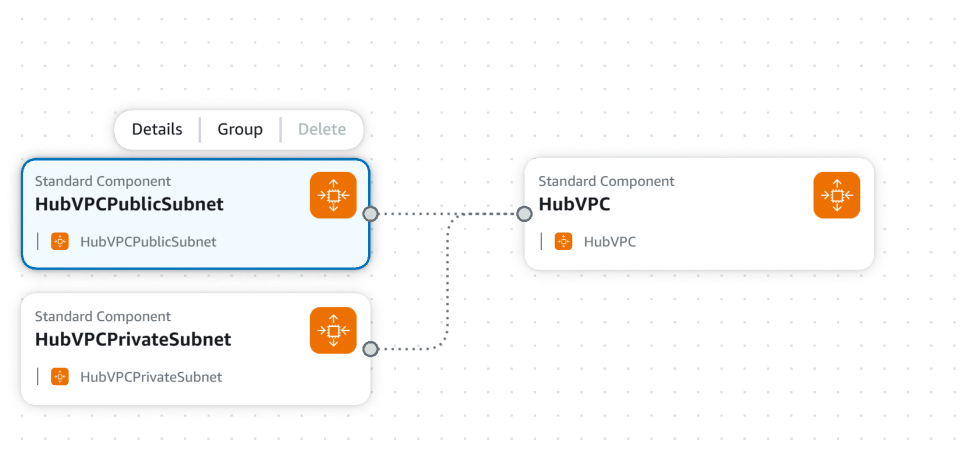 Details
Group
Delete
Standard Component
HubVPCPublicSubnet
HubVPCPublicSubnet
Standard Component
HubVPC
HubVPC
Standard Component
HubVPCPrivateSubnet
HubVPCPrivateSubnet